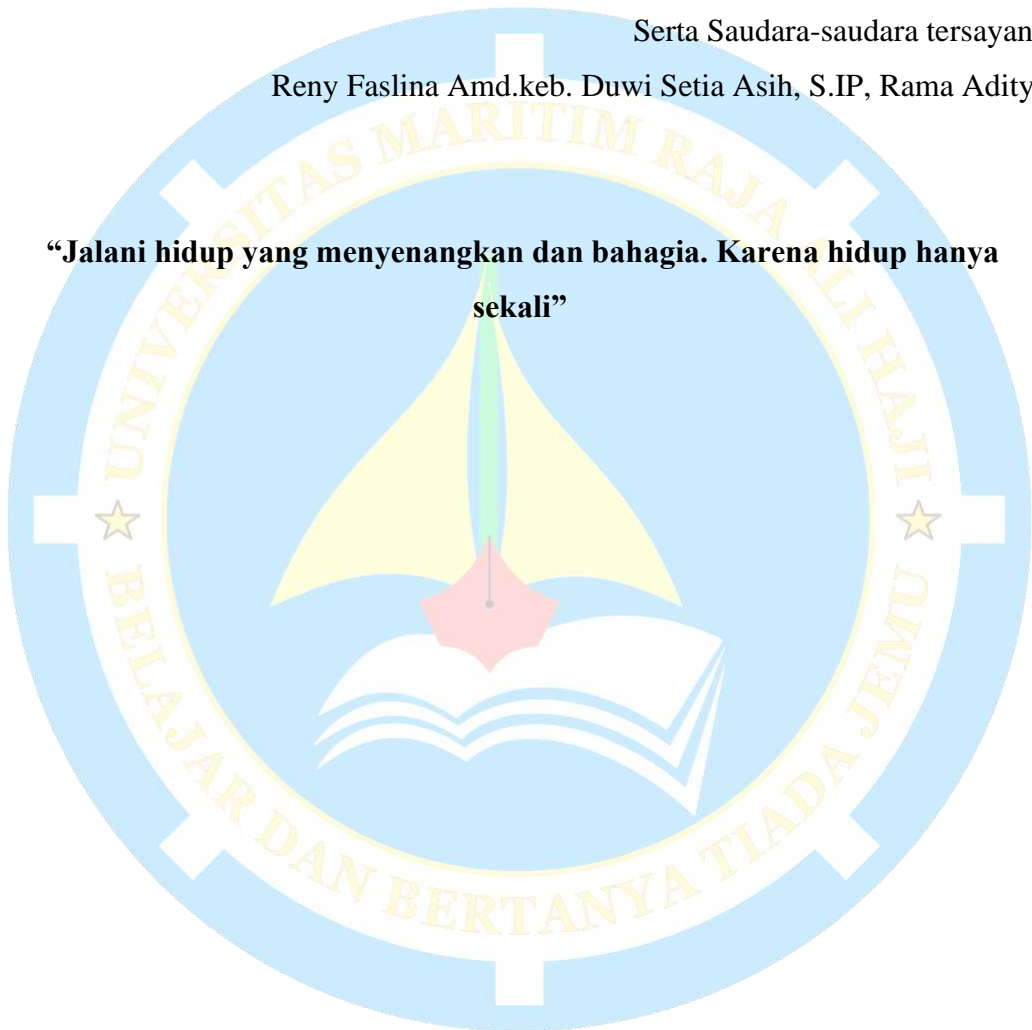 Serta Saudara-saudara tersayan
Reny Faslina Amd.keb. Duwi Setia Asih, S.IP, Rama Adity
“Jalani hidup yang menyenangkan dan bahagia. Karena hidup hanya
sekali”
UNIVERSITAS MARITIM RAJA ALI HAJI
BELAJAR DAN BERTANYA TIADA JEMU